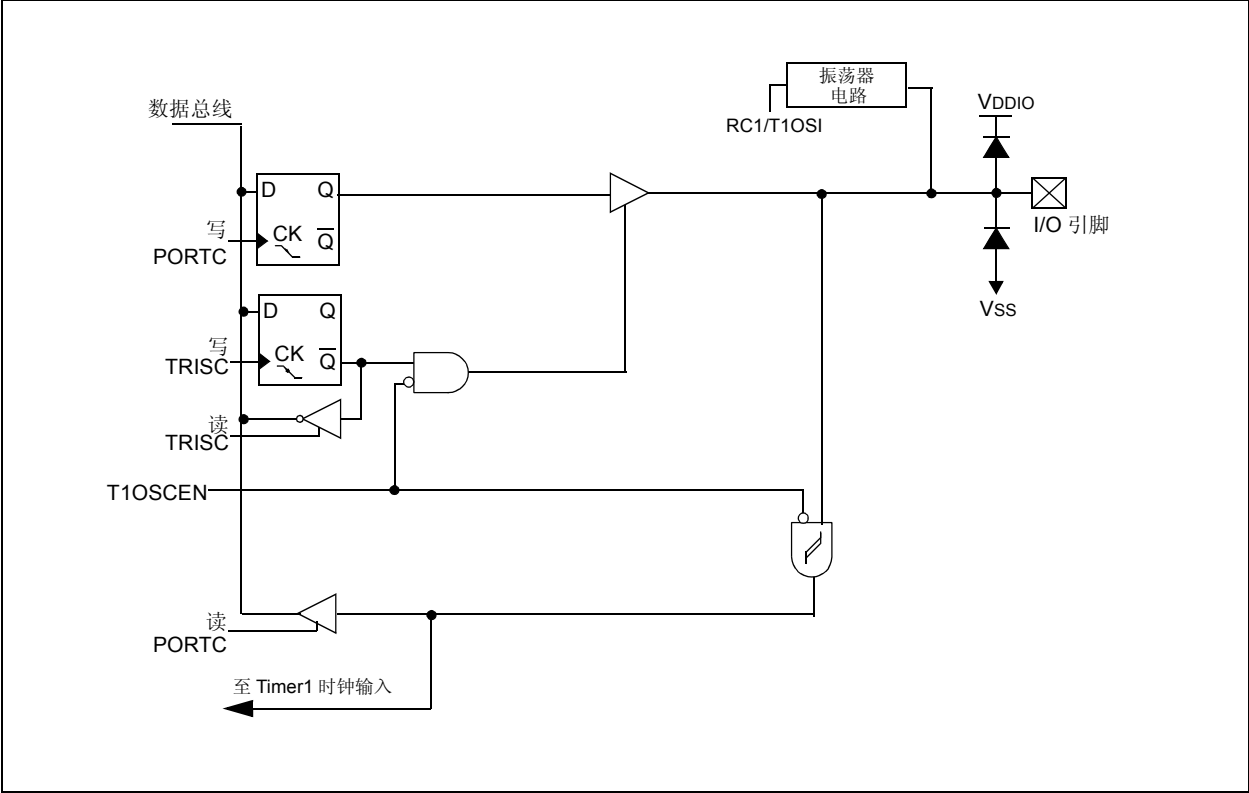 振荡器
电路
RC1/T1OSI
VDDIO
数据总线
D Q
写
PORTC
CK Q
I/O 引脚
VSS
D Q
写
TRISC
CK Q
读
TRISC
T1OSCEN
读
PORTC
至 Timer1 时钟输入